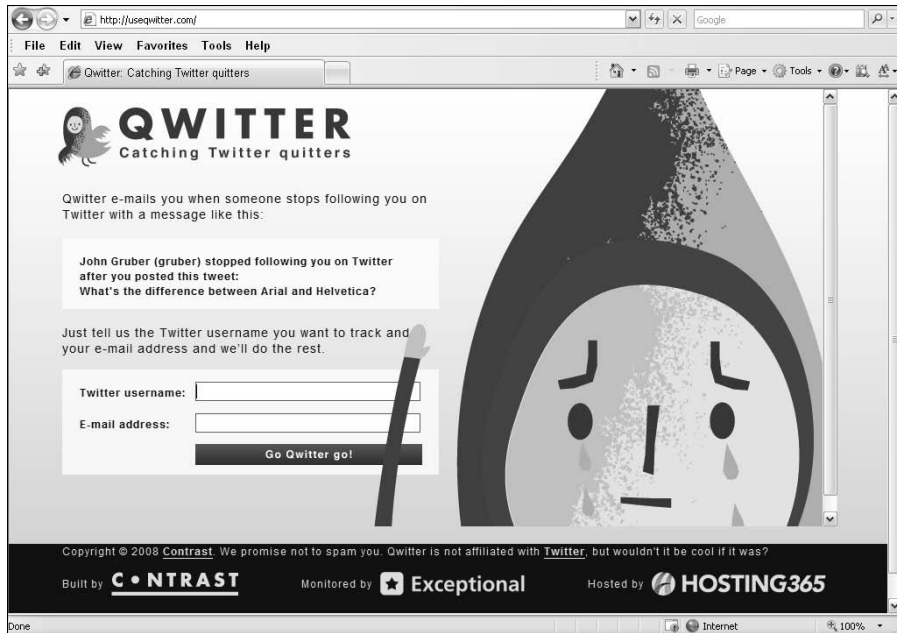 http://useqwitter.com/
Google
File Edit View Favorites Tools Help
Qwitter: Catching Twitter quitters
Page Tools
QWITTER
Catching Twitter quitters
Qwitter e-mails you when someone stops following you on
Twitter with a message like this:
John Gruber (gruber) stopped following you on Twitter
after you posted this tweet:
What's the difference between Arial and Helvetica?
Just tell us the Twitter username you want to track and
your e-mail address and we'll do the rest.
Twitter username:
E-mail address:
Go Qwitter go!
Copyright © 2008 Contrast. We promise not to spam you. Qwitter is not affiliated with Twitter, but wouldn't it be cool if it was?
Built by CONTRAST Monitored by Exceptional Hosted by HOSTING365
Done Internet 100%